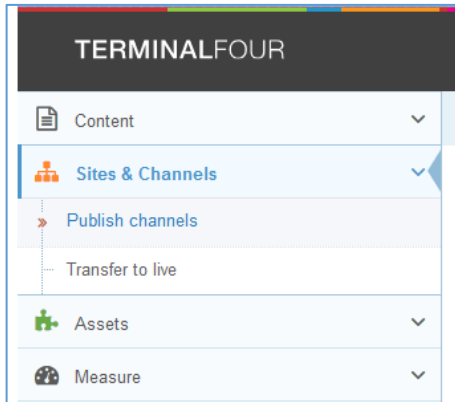 TERMINALFOUR
Content
Sites & Channels
Publish channels
Transfer to live
Assets
Measure